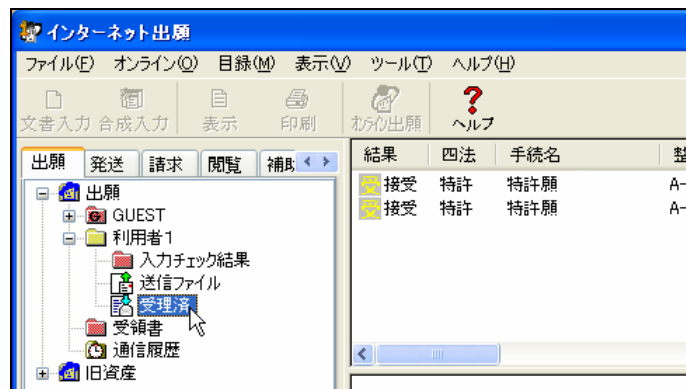 インターネット出願
ファイル(F) オンライン(O) 目録(M) 表示(V) ツール(T) ヘルプ(H)
文書入力 合成入力 表示 印刷 オンライン出願 ヘルプ
出願 発送 請求 閲覧 補助
結果 四法 手続名 整
受 接受 特許 特許願 A-
受 接受 特許 特許願 A-
出願
GUEST
利用者1
入力チェック結果
送信ファイル
受理済
受領書
通信履歴
旧資産